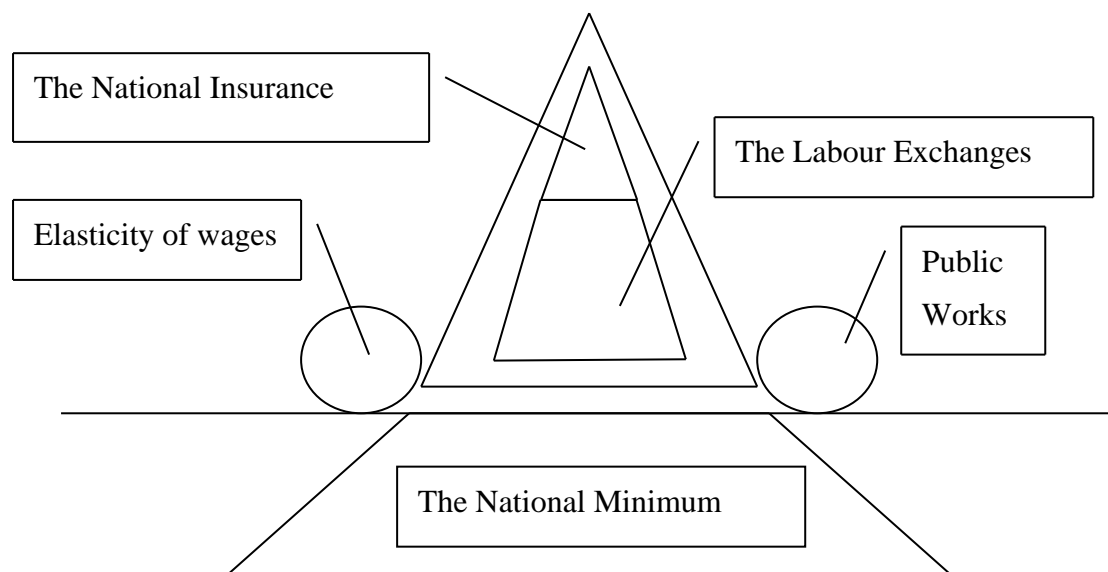 The National Insurance
The Labour Exchanges
Elasticity of wages
Public
Works
The National Minimum